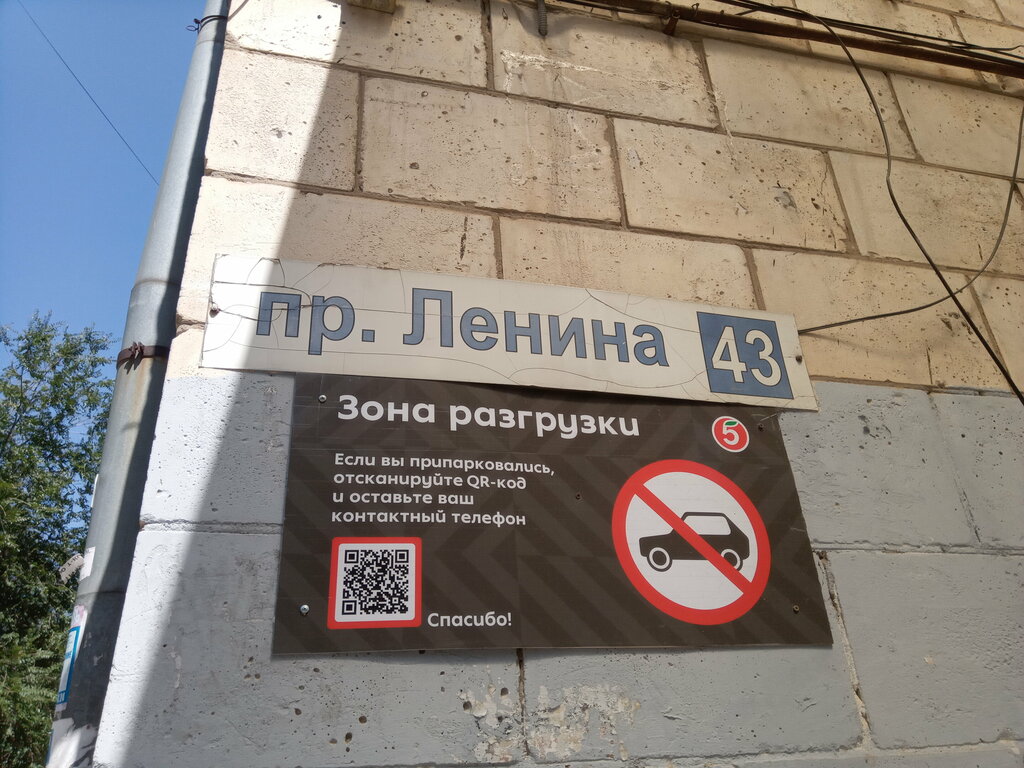 пр. Ленина 43
Зона разгрузки
5
Если вы припарковались,
отсканируйте QR-код
и оставьте ваш
контактный телефон
Спасибо!